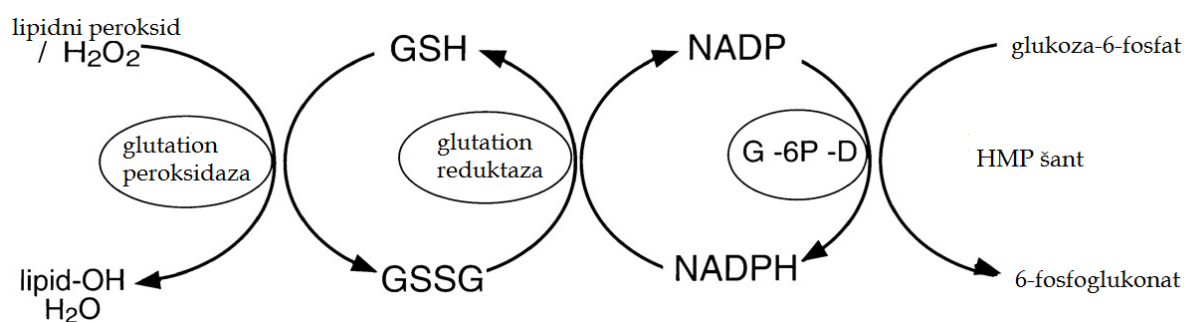 lipidni peroksid
/ H₂O₂
GSH
NADP
glukoza-6-fosfat
glutation
peroksidaza
glutation
reduktaza
G -6P -D
HMP šant
lipid-OH
H₂O
GSSG
NADPH
6-fosfoglukonat